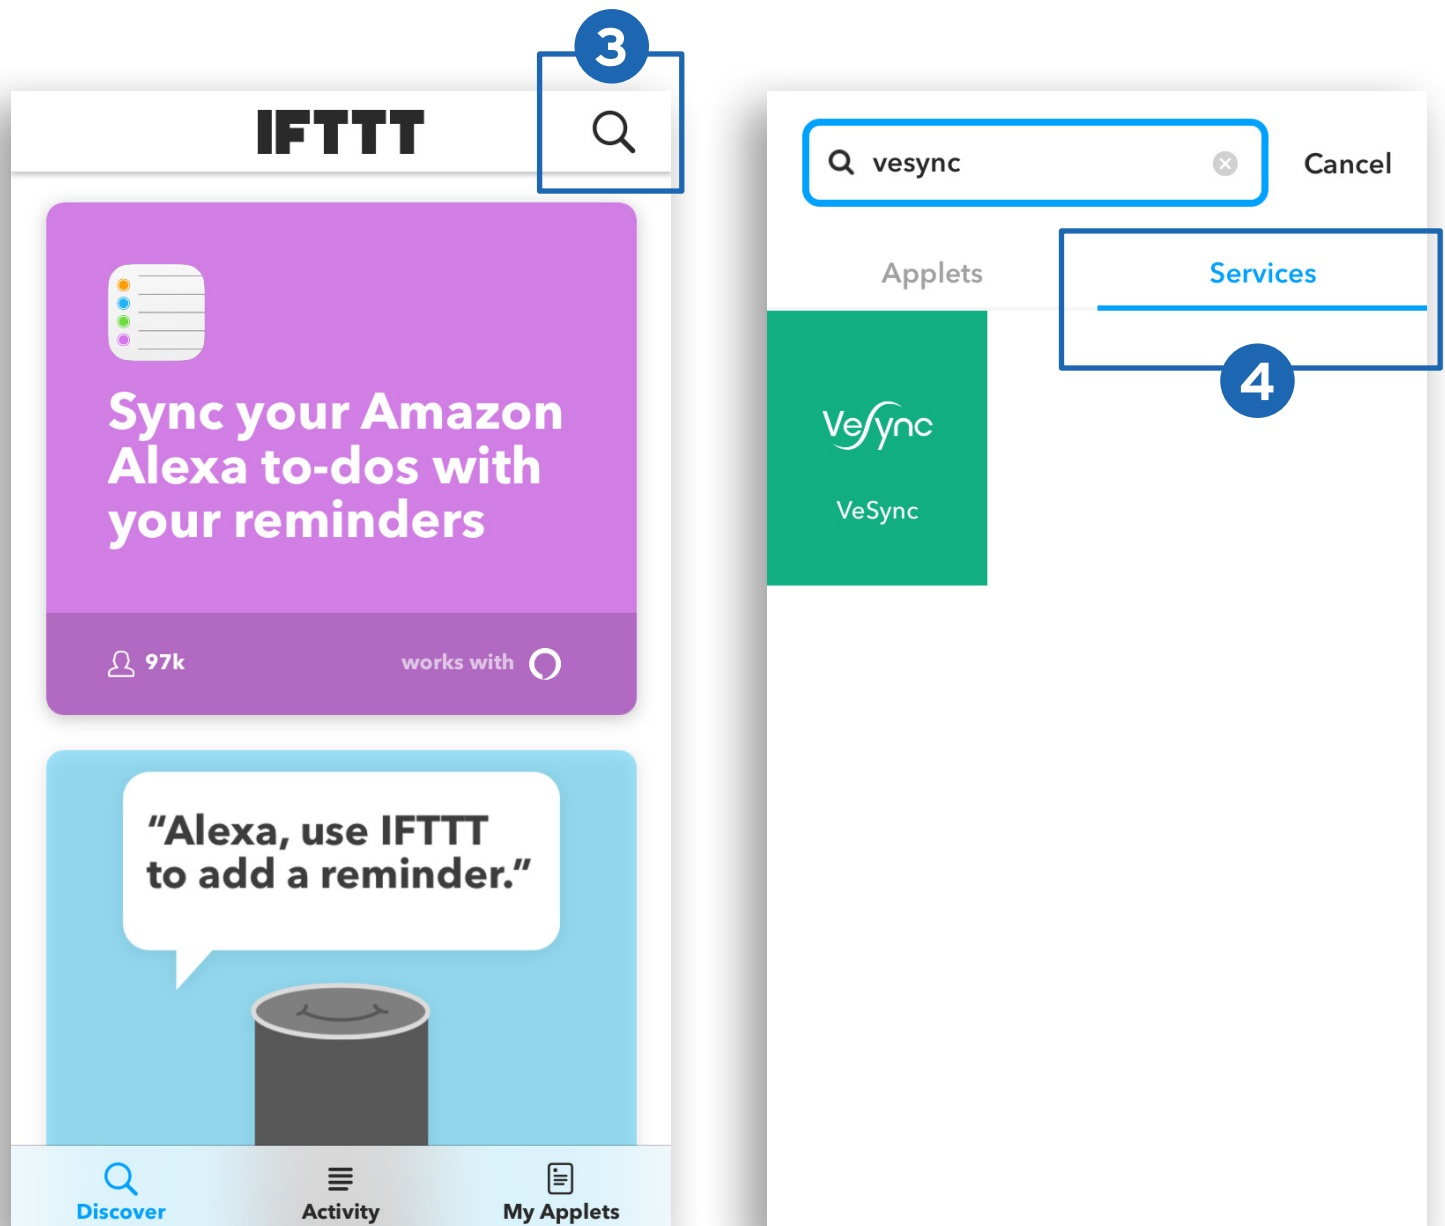 3
IFTTT
Sync your Amazon
Alexa to-dos with
your reminders
97k
works with
“Alexa, use IFTTT
to add a reminder.”
Discover
Activity
My Applets
vesync
Cancel
Applets
Services
4
VeSync
VeSync